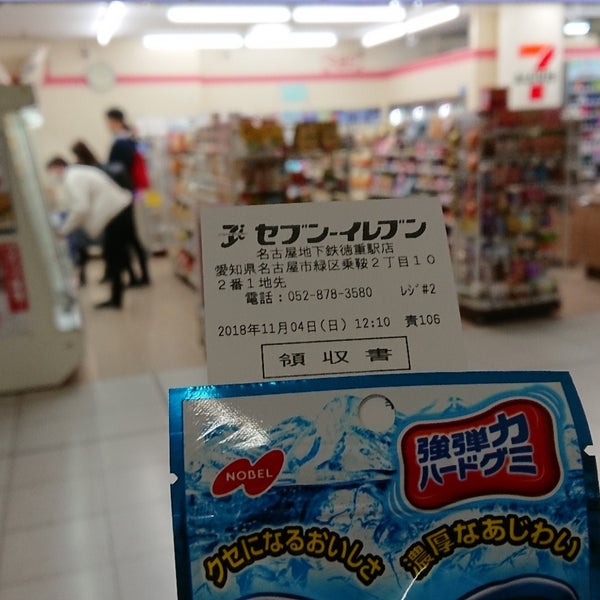 7
セブン-イレブン
名古屋地下鉄徳重駅店
愛知県名古屋市緑区乗鞍2丁目10
2番1地先
電話:052-878-3580 レジ#2
2018年11月04日(日) 12:10 責106
領収書
NOBEL
強弾力
ハードグミ
クセになるおいしさ
濃厚なあじわい